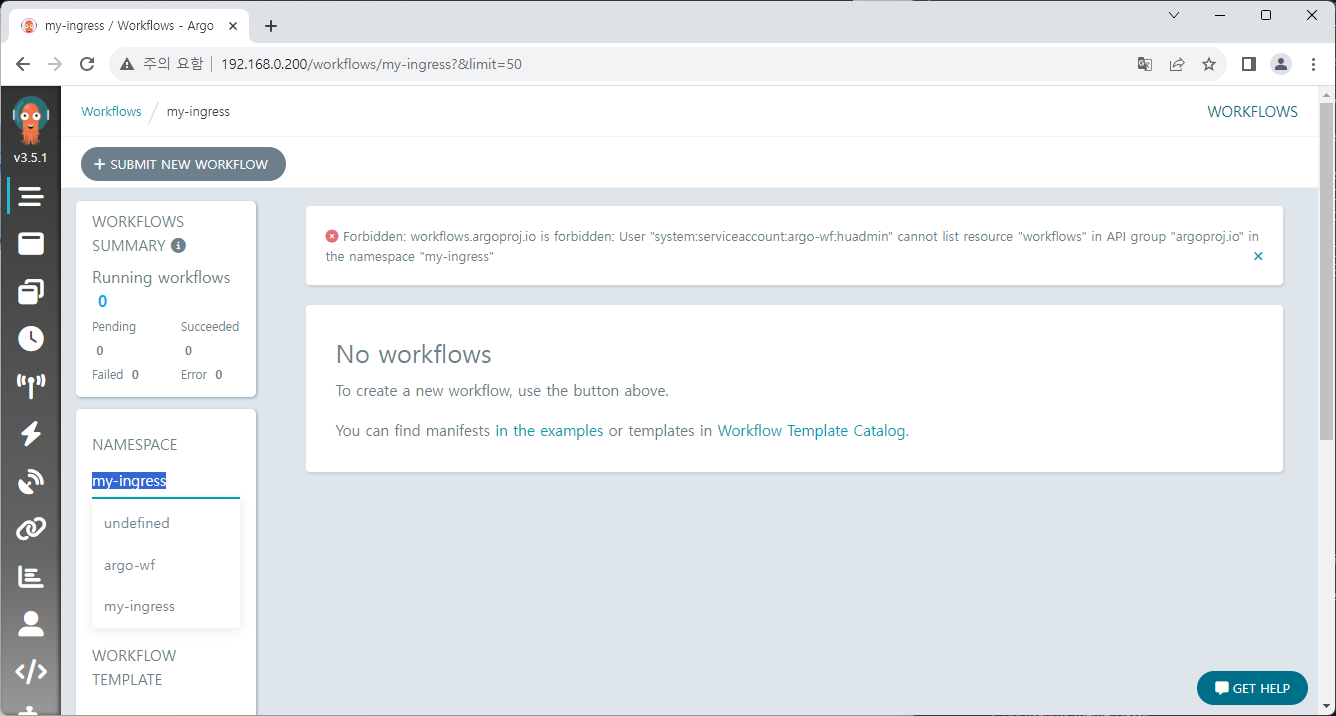 my-ingress / Workflows - Argo
주의 요함 192.168.0.200/workflows/my-ingress?&limit=50
v3.5.1
Workflows / my-ingress
WORKFLOWS
+ SUBMIT NEW WORKFLOW
WORKFLOWS
SUMMARY
Running workflows
0
Pending Succeeded
0 0
Failed 0 Error 0
NAMESPACE
my-ingress
undefined
argo-wf
my-ingress
WORKFLOW
TEMPLATE
Forbidden: workflows.argoproj.io is forbidden: User "system:serviceaccount:argo-wf:huadmin" cannot list resource "workflows" in API group "argoproj.io" in
the namespace "my-ingress"
No workflows
To create a new workflow, use the button above.
You can find manifests in the examples or templates in Workflow Template Catalog.
GET HELP